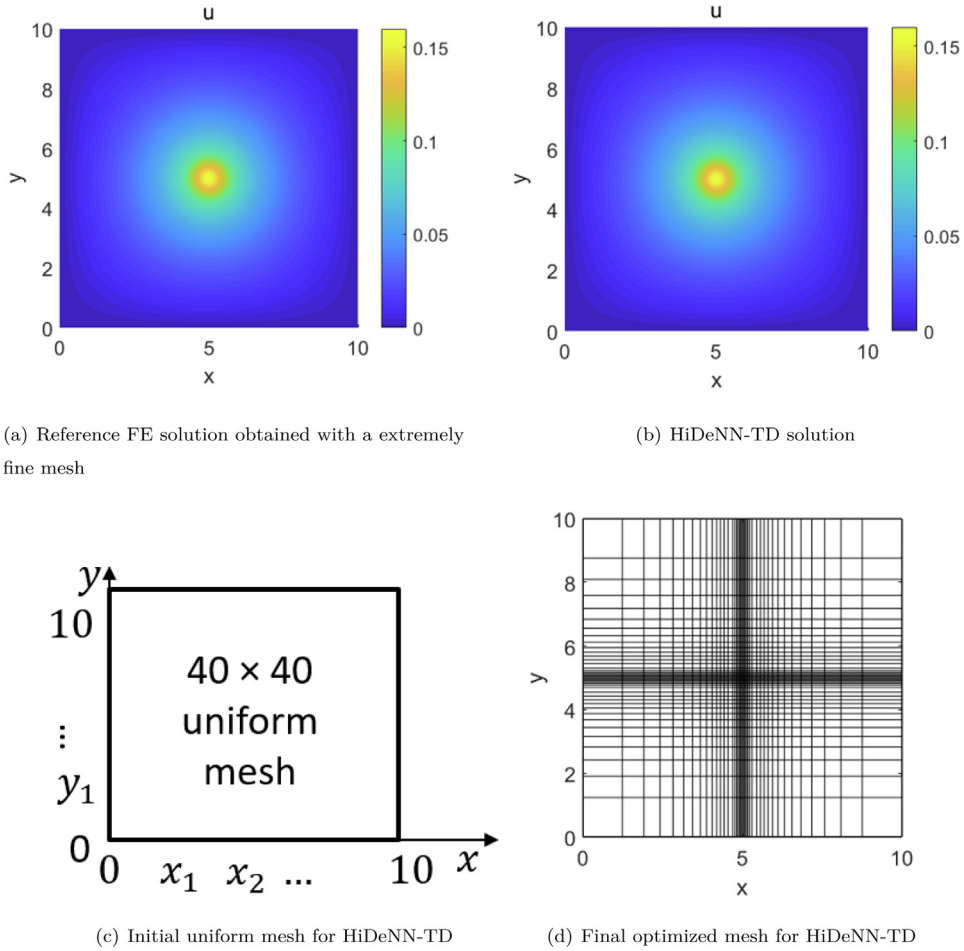 u
10
8
6
y
4
2
0
0 5 10
x
0.15
0.1
0.05
0
u
10
8
6
y
4
2
0
0 5 10
x
0.15
0.1
0.05
0
(a) Reference FE solution obtained with a extremely
fine mesh
(b) HiDeNN-TD solution
y
10
40 × 40
uniform
mesh
⋮
y₁
0
0 x₁ x₂ ... 10 x
(c) Initial uniform mesh for HiDeNN-TD
10
8
6
y
4
2
0
0 5 10
x
(d) Final optimized mesh for HiDeNN-TD